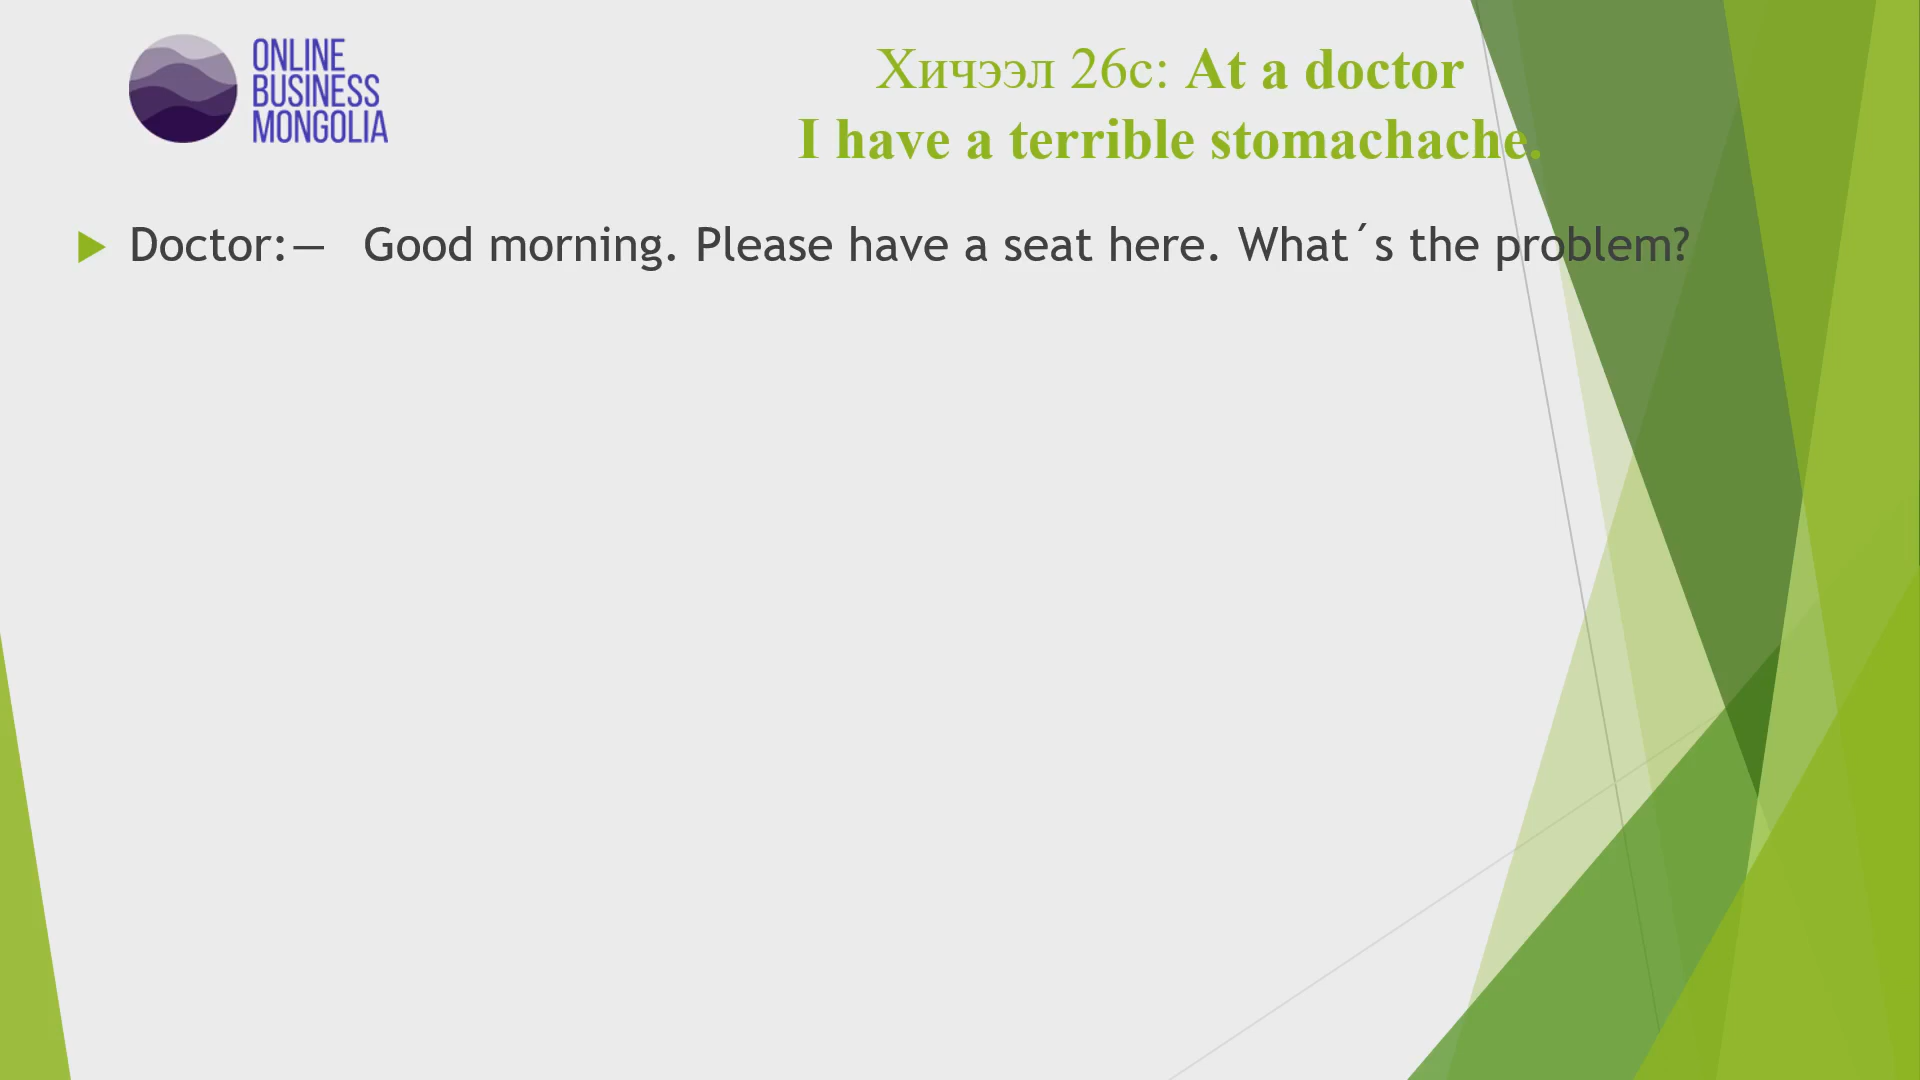 ONLINE
BUSINESS
MONGOLIA
Хичээл 26c: At a doctor
I have a terrible stomachache.
Doctor:— Good morning. Please have a seat here. What´s the problem?